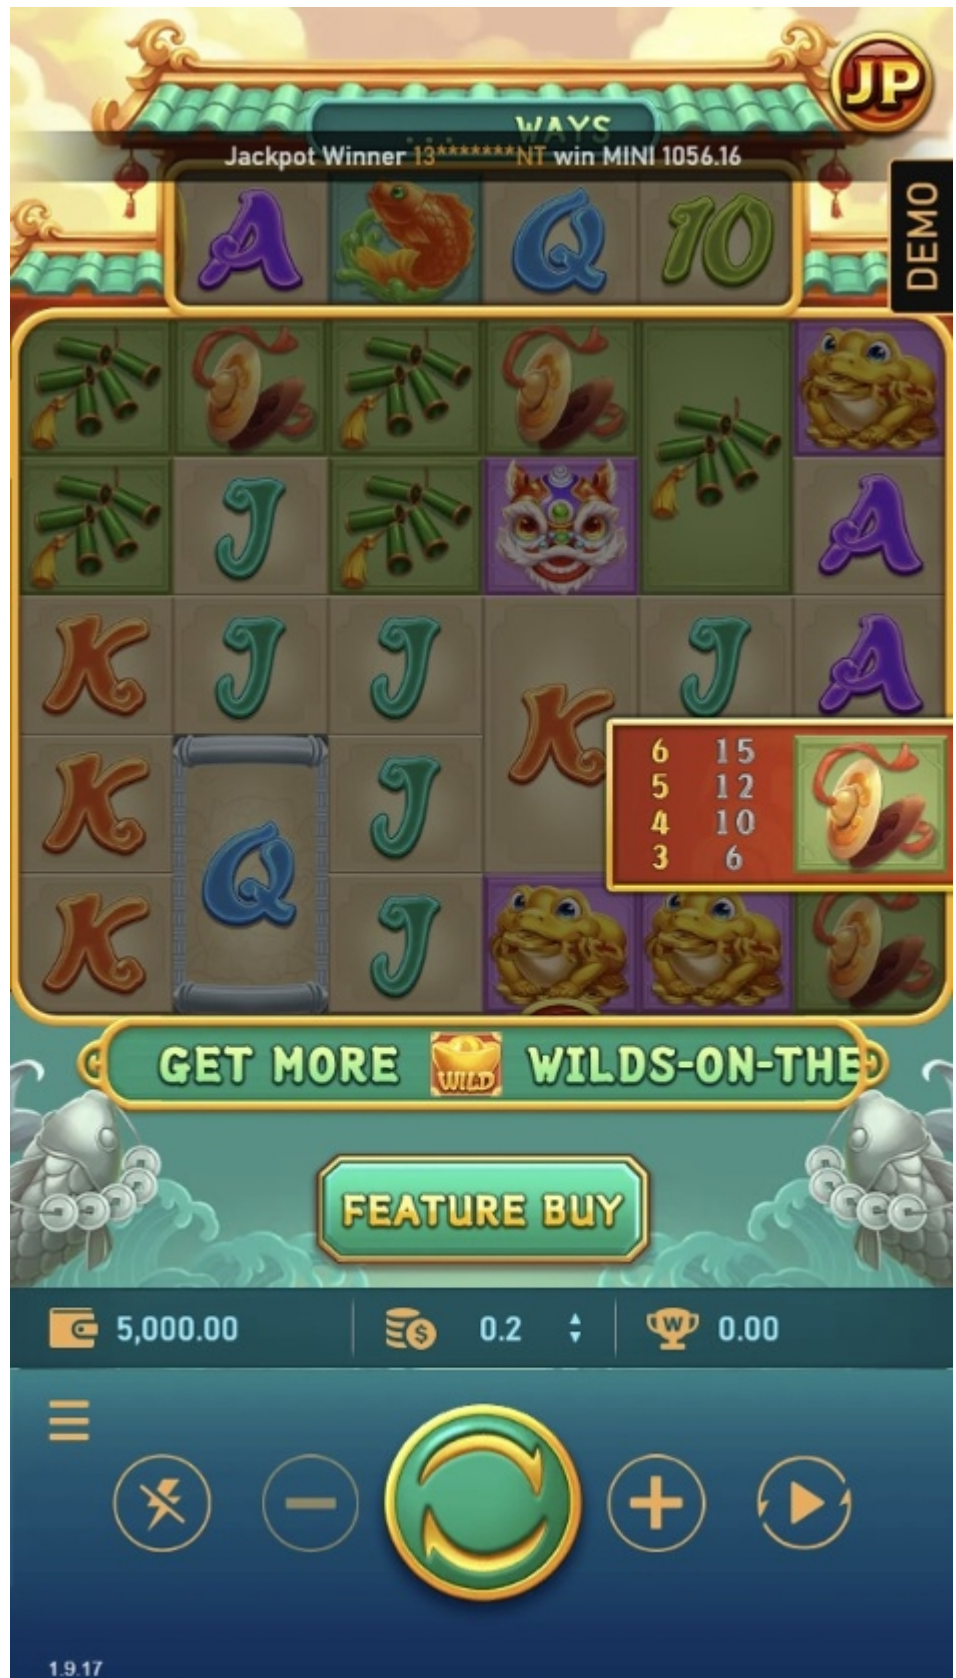 JP
WAYS
Jackpot Winner 13*******NT win MINI 1056.16
DEMO
A Q 10
J A
K J J J A
K K
6 15
5 12
4 10
3 6
J
Q
K J
GET MORE WILD WILDS-ON-THE
FEATURE BUY
5,000.00 0.2 0.00
1.9.17